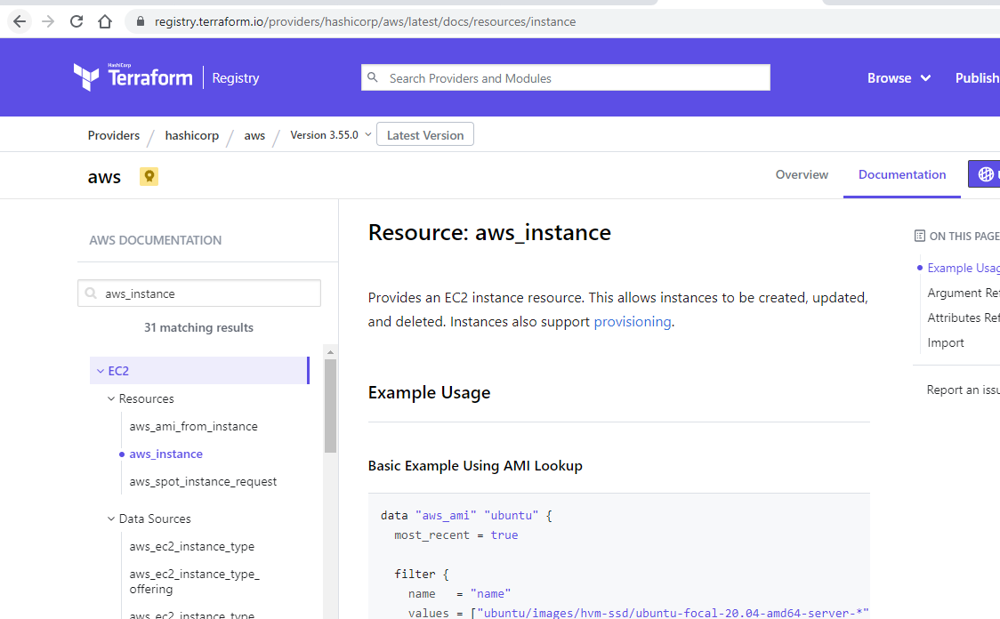 registry.terraform.io/providers/hashicorp/aws/latest/docs/resources/instance
HashiCorp
Terraform
Registry
Search Providers and Modules
Browse
Publish
Providers / hashicorp / aws / Version 3.55.0
Latest Version
aws
Overview
Documentation
AWS DOCUMENTATION
aws_instance
31 matching results
EC2
Resources
aws_ami_from_instance
aws_instance
aws_spot_instance_request
Data Sources
aws_ec2_instance_type
aws_ec2_instance_type_
offering
aws_ec2_instance_type
Resource: aws_instance
Provides an EC2 instance resource. This allows instances to be created, updated,
and deleted. Instances also support provisioning.
Example Usage
Basic Example Using AMI Lookup
data "aws_ami" "ubuntu" {
most_recent = true
filter {
name = "name"
values = ["ubuntu/images/hvm-ssd/ubuntu-focal-20.04-amd64-server-*"
ON THIS PAGE
Example Usag
Argument Ref
Attributes Ref
Import
Report an issu